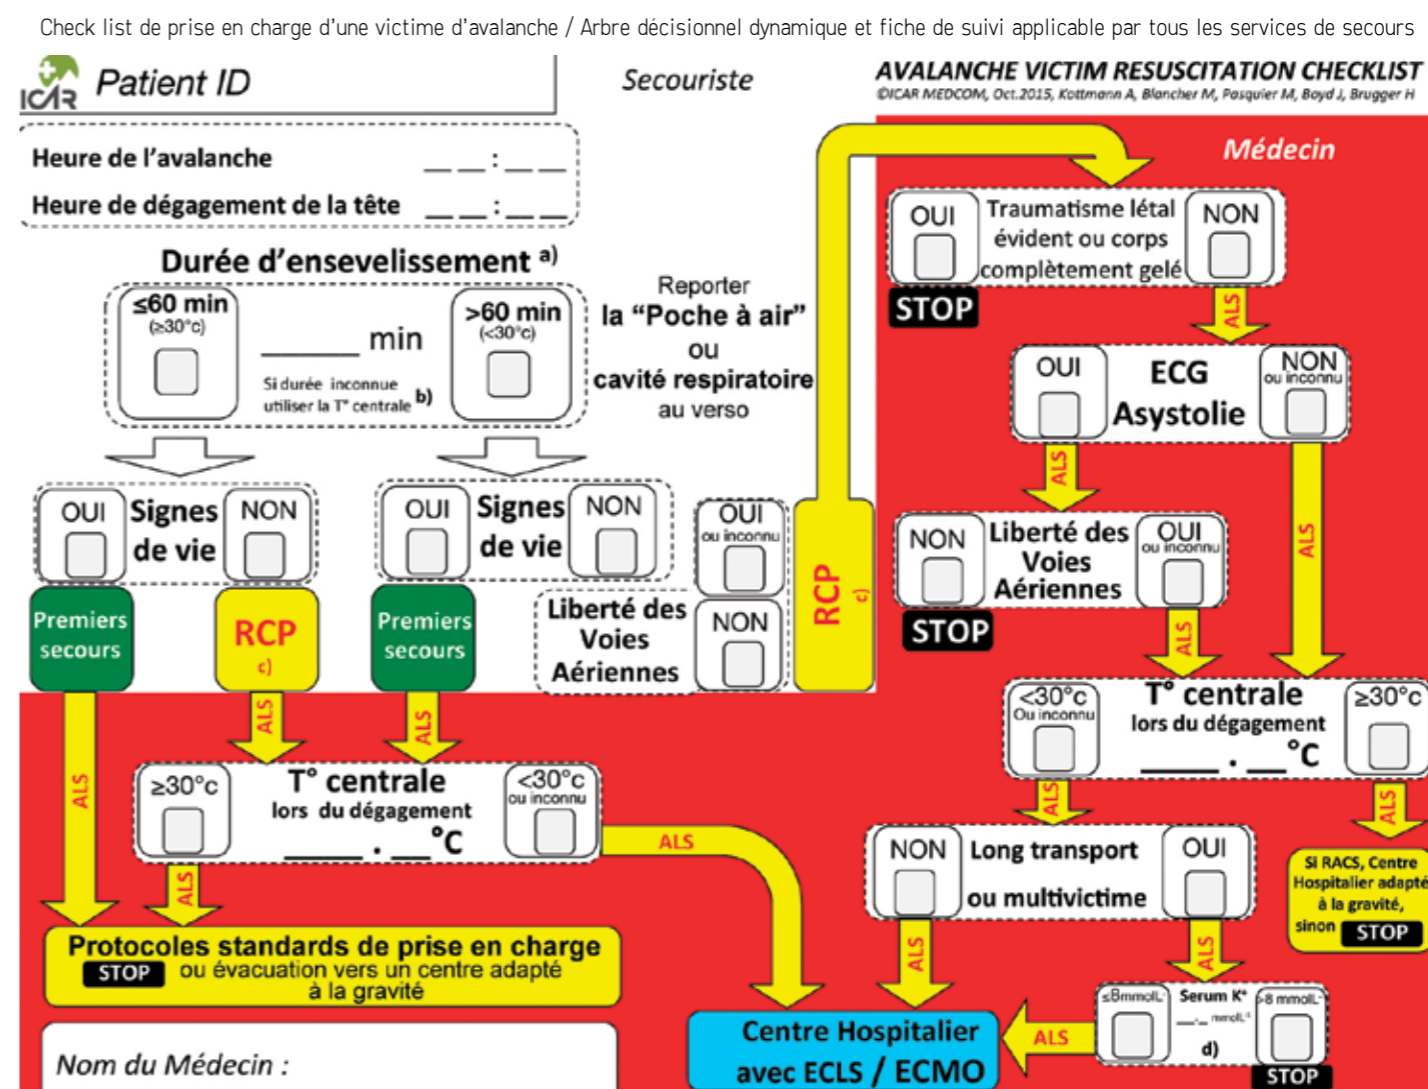 Check list de prise en charge d'une victime d'avalanche / Arbre décisionnel dynamique et fiche de suivi applicable par tous les services de secours
ICAR
Patient ID
Secouriste
AVALANCHE VICTIM RESUSCITATION CHECKLIST
©ICAR MEDCOM, Oct.2015, Kottmann A, Blancher M, Pasquier M, Boyd J, Brugger H
Heure de l'avalanche __ __ : __ __
Heure de dégagement de la tête __ __ : __ __
Durée d'ensevelissement a)
≤60 min
(≥30°c)
_____ min
Si durée inconnue
utiliser la T° centrale b)
>60 min
(<30°c)
Reporter
la “Poche à air”
ou
cavité respiratoire
au verso
OUI
Signes
de vie
NON
OUI
Signes
de vie
NON
Premiers
secours
RCP
c)
Premiers
secours
Liberté des
Voies
Aériennes
OUI
ou inconnu
NON
RCP
c)
Médecin
OUI
Traumatisme létal
évident ou corps
complètement gelé
NON
STOP
ALS
OUI
ECG
Asystolie
NON
ou inconnu
ALS
ALS
NON
Liberté des
Voies
Aériennes
OUI
ou inconnu
STOP
ALS
<30°c
Ou inconnu
T° centrale
lors du dégagement
____ . __ °C
≥30°c
ALS
ALS
NON
Long transport
ou multivictime
OUI
Si RACS, Centre
Hospitalier adapté
à la gravité,
sinon STOP
ALS
ALS
≤8mmolL-
Serum K+
__._ mmolL-1
d)
>8 mmolL-
STOP
ALS
ALS
ALS
ALS
≥30°c
T° centrale
lors du dégagement
____ . __ °C
<30°c
ou inconnu
ALS
ALS
ALS
Protocoles standards de prise en charge
STOP ou évacuation vers un centre adapté
à la gravité
Centre Hospitalier
avec ECLS / ECMO
Nom du Médecin :